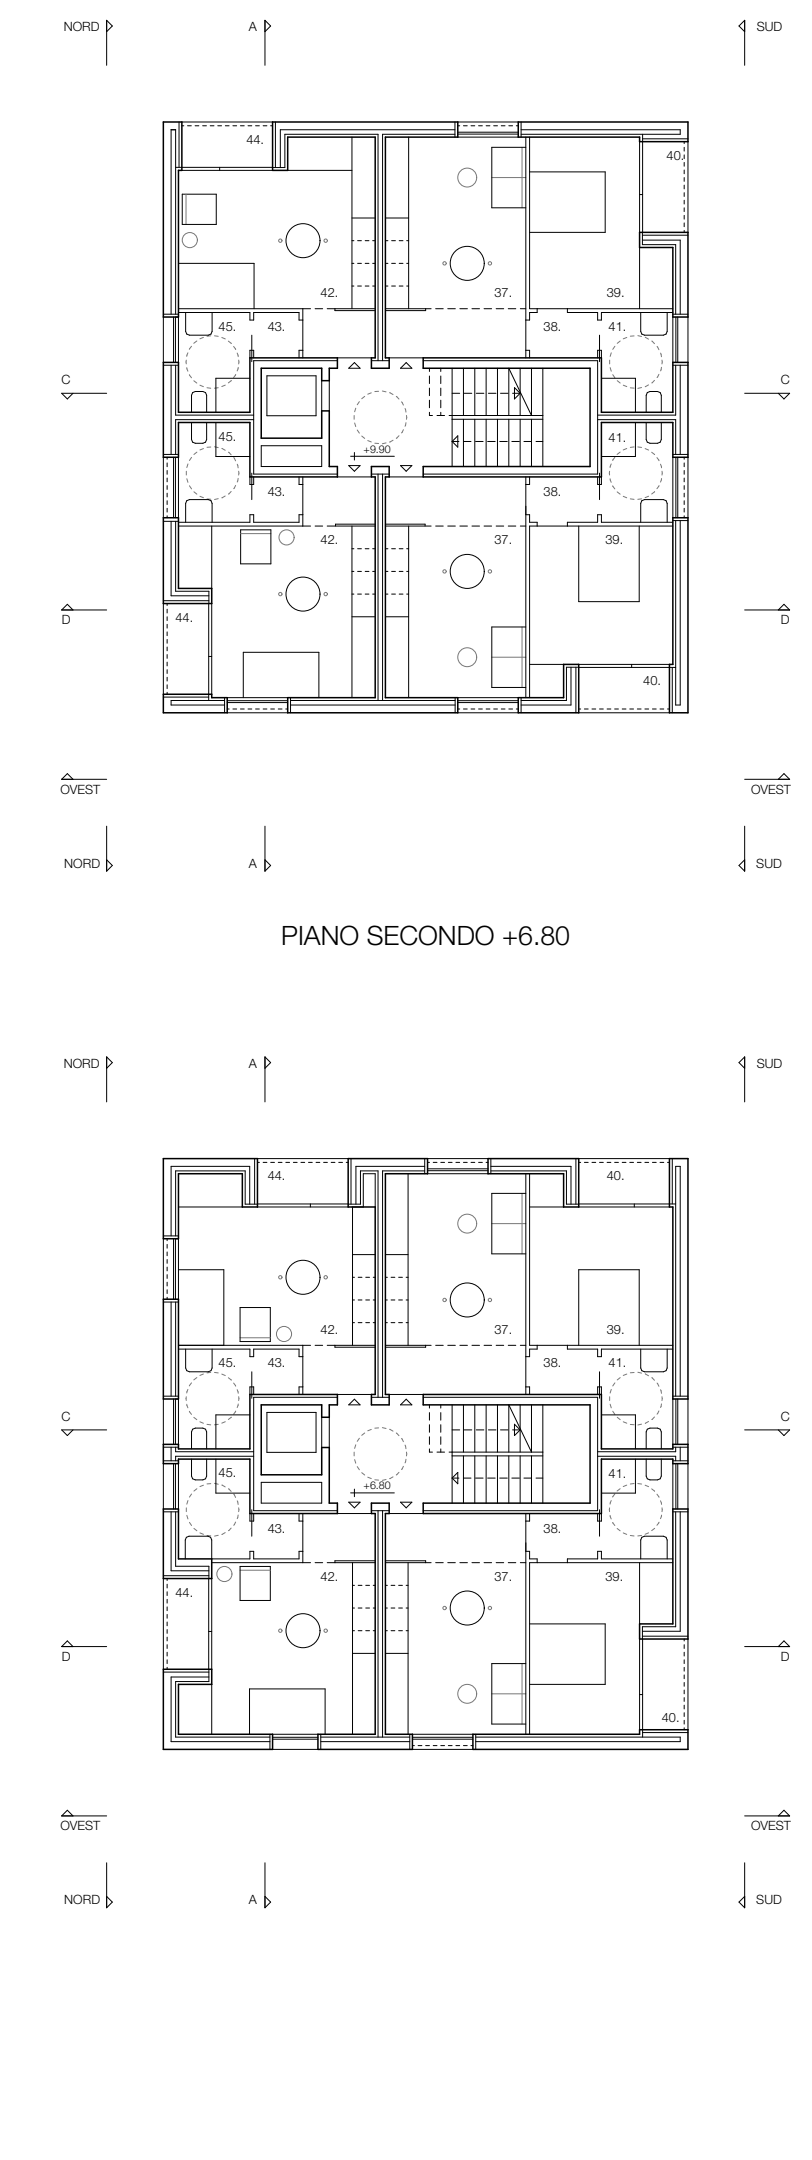 NORD A SUD
44.
40.
42. 37. 39.
45. 43. 38. 41.
C C
+9.90
45. 41.
43. 38.
42. 37. 39.
D D
44.
40.
OVEST OVEST
NORD A SUD
PIANO SECONDO +6.80
NORD A SUD
44. 40.
42. 37. 39.
45. 43. 38. 41.
C C
+6.80
45. 41.
43. 38.
42. 37. 39.
44.
D D
40.
OVEST OVEST
NORD A SUD